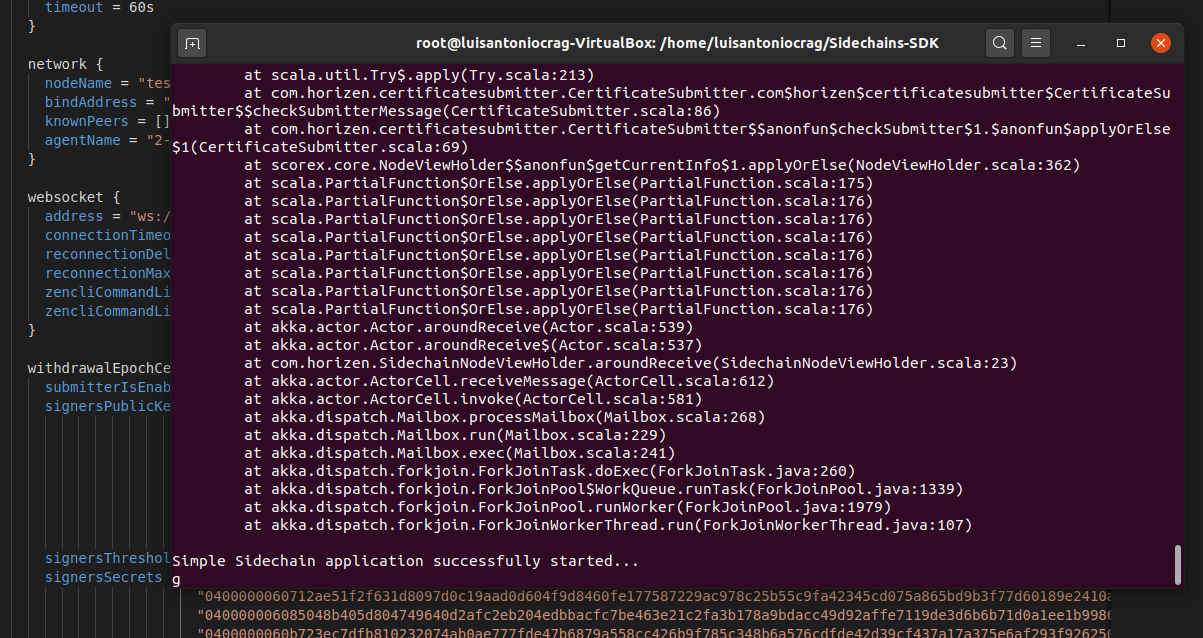 timeout = 60s
}
network {
nodeName = "tes
bindAddress = "
knownPeers = []
agentName = "2-
}
websocket {
address = "ws:/
connectionTimeo
reconnectionDel
reconnectionMax
zencliCommandLi
zencliCommandLi
}
withdrawalEpochCe
submitterIsEnab
signersPublicKe
signersThreshol
signersSecrets
root@luisantoniocrag-VirtualBox: /home/luisantoniocrag/Sidechains-SDK
at scala.util.Try$.apply(Try.scala:213)
at com.horizen.certificatesubmitter.CertificateSubmitter.com$horizen$certificatesubmitter$CertificateSu
bmitter$$checkSubmitterMessage(CertificateSubmitter.scala:86)
at com.horizen.certificatesubmitter.CertificateSubmitter$$anonfun$checkSubmitter$1.$anonfun$applyOrElse
$1(CertificateSubmitter.scala:69)
at scorex.core.NodeViewHolder$$anonfun$getCurrentInfo$1.applyOrElse(NodeViewHolder.scala:362)
at scala.PartialFunction$OrElse.applyOrElse(PartialFunction.scala:175)
at scala.PartialFunction$OrElse.applyOrElse(PartialFunction.scala:176)
at scala.PartialFunction$OrElse.applyOrElse(PartialFunction.scala:176)
at scala.PartialFunction$OrElse.applyOrElse(PartialFunction.scala:176)
at scala.PartialFunction$OrElse.applyOrElse(PartialFunction.scala:176)
at scala.PartialFunction$OrElse.applyOrElse(PartialFunction.scala:176)
at scala.PartialFunction$OrElse.applyOrElse(PartialFunction.scala:176)
at scala.PartialFunction$OrElse.applyOrElse(PartialFunction.scala:176)
at akka.actor.Actor.aroundReceive(Actor.scala:539)
at akka.actor.Actor.aroundReceive$(Actor.scala:537)
at com.horizen.SidechainNodeViewHolder.aroundReceive(SidechainNodeViewHolder.scala:23)
at akka.actor.ActorCell.receiveMessage(ActorCell.scala:612)
at akka.actor.ActorCell.invoke(ActorCell.scala:581)
at akka.dispatch.Mailbox.processMailbox(Mailbox.scala:268)
at akka.dispatch.Mailbox.run(Mailbox.scala:229)
at akka.dispatch.Mailbox.exec(Mailbox.scala:241)
at akka.dispatch.forkjoin.ForkJoinTask.doExec(ForkJoinTask.java:260)
at akka.dispatch.forkjoin.ForkJoinPool$WorkQueue.runTask(ForkJoinPool.java:1339)
at akka.dispatch.forkjoin.ForkJoinPool.runWorker(ForkJoinPool.java:1979)
at akka.dispatch.forkjoin.ForkJoinWorkerThread.run(ForkJoinWorkerThread.java:107)
Simple Sidechain application successfully started...
g
"0400000060712ae51f2f631d8097d0c19aad0d604f9d8460fe177587229ac978c25b55c9fa42345cd075a865bd9b3f77d60189e2410a